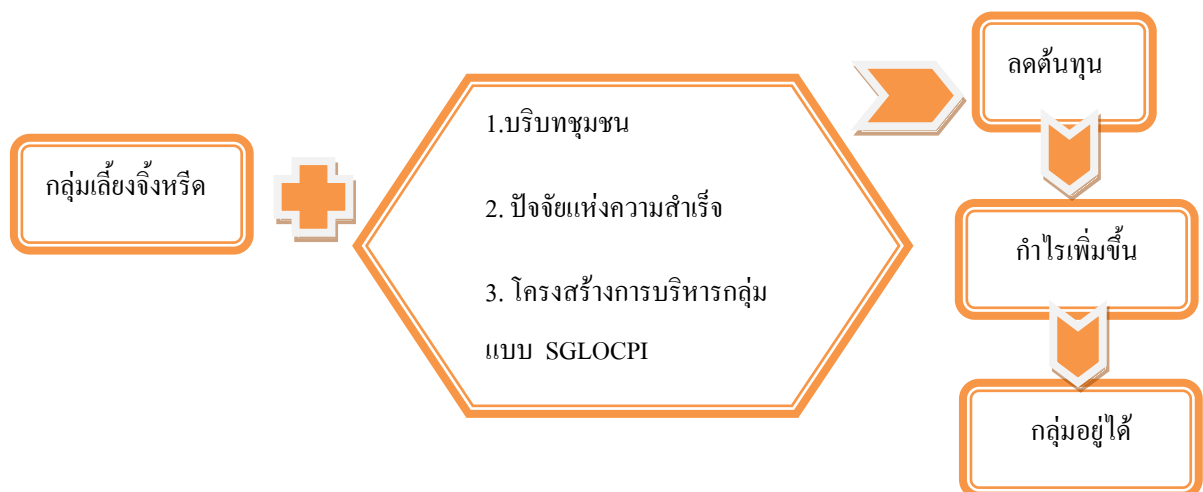 กลุ่มเลี้ยงจิ้งหรีด
1.บริบทชุมชน
2. ปัจจัยแห่งความสำเร็จ
3. โครงสร้างการบริหารกลุ่ม
แบบ SGLOCPI
ลดต้นทุน
กำไรเพิ่มขึ้น
กลุ่มอยู่ได้